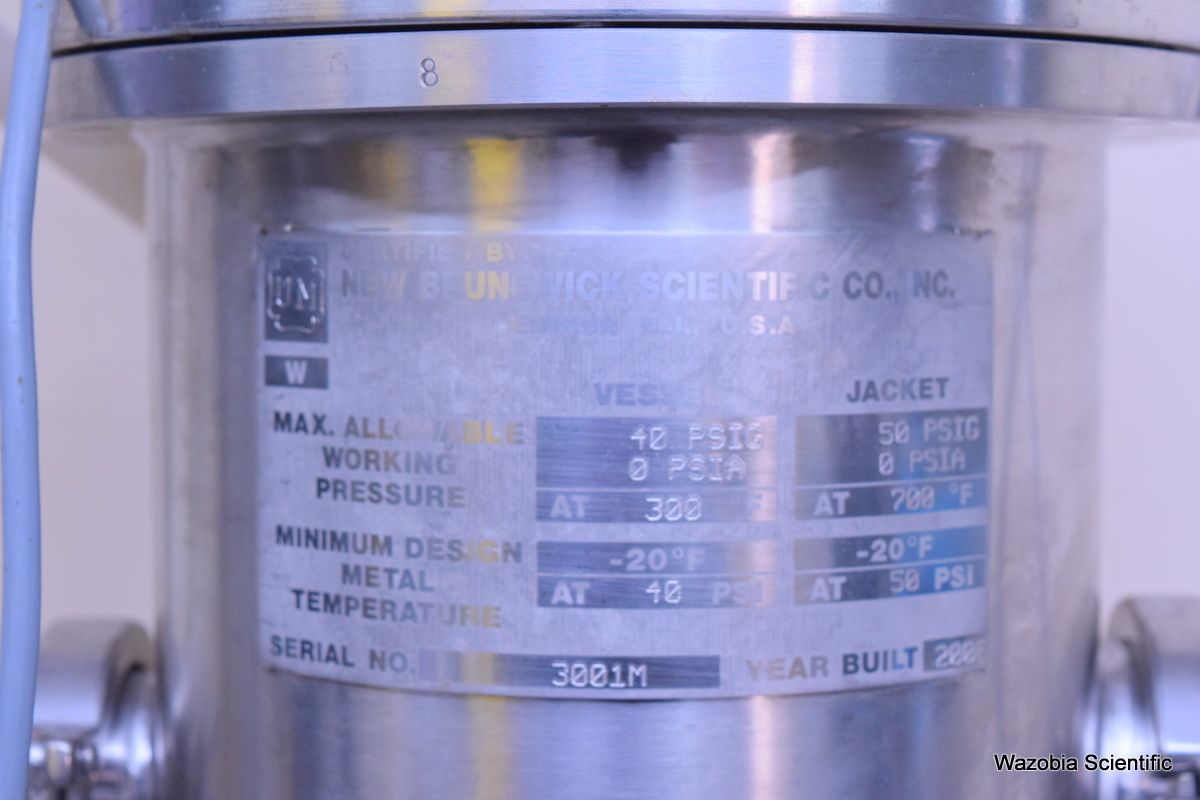 8
CERTIFIED BY
NEW BRUNSWICK SCIENTIFIC CO., INC.
EDISON N.J. U.S.A
UM
W
VESSEL JACKET
MAX. ALLOWABLE WORKING PRESSURE
40 PSIG 50 PSIG
0 PSIA 0 PSIA
AT 300 °F AT 700 °F
MINIMUM DESIGN METAL TEMPERATURE
-20°F -20°F
AT 40 PSI AT 50 PSI
SERIAL NO. 3001M YEAR BUILT
Wazobia Scientific